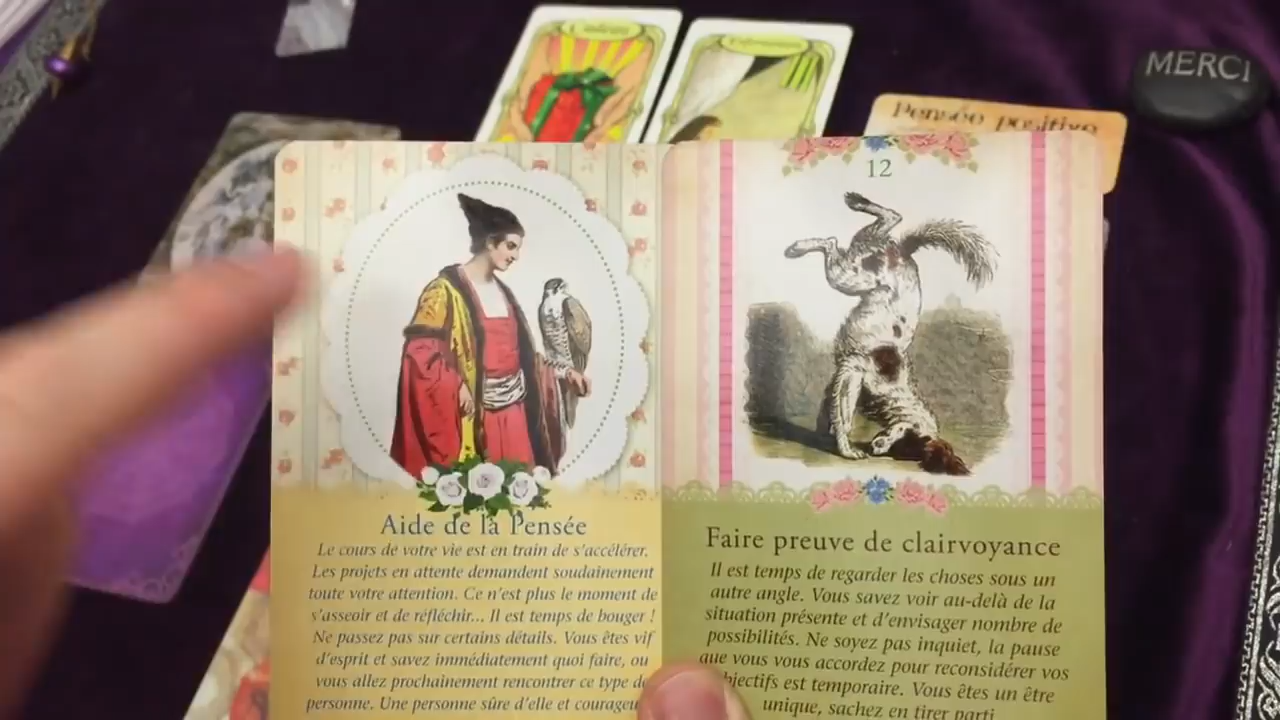 MERCI
Pensée positive
12
Aide de la Pensée
Le cours de votre vie est en train de s'accélérer.
Les projets en attente demandent soudainement
toute votre attention. Ce n'est plus le moment de
s'asseoir et de réfléchir... Il est temps de bouger !
Ne passez pas sur certains détails. Vous êtes vif
d'esprit et savez immédiatement quoi faire, ou
vous allez prochainement rencontrer ce type de
personne. Une personne sûre d'elle et courageu
Faire preuve de clairvoyance
Il est temps de regarder les choses sous un
autre angle. Vous savez voir au-delà de la
situation présente et d'envisager nombre de
possibilités. Ne soyez pas inquiet, la pause
que vous vous accordez pour reconsidérer vos
bjectifs est temporaire. Vous êtes un être
unique, sachez en tirer parti